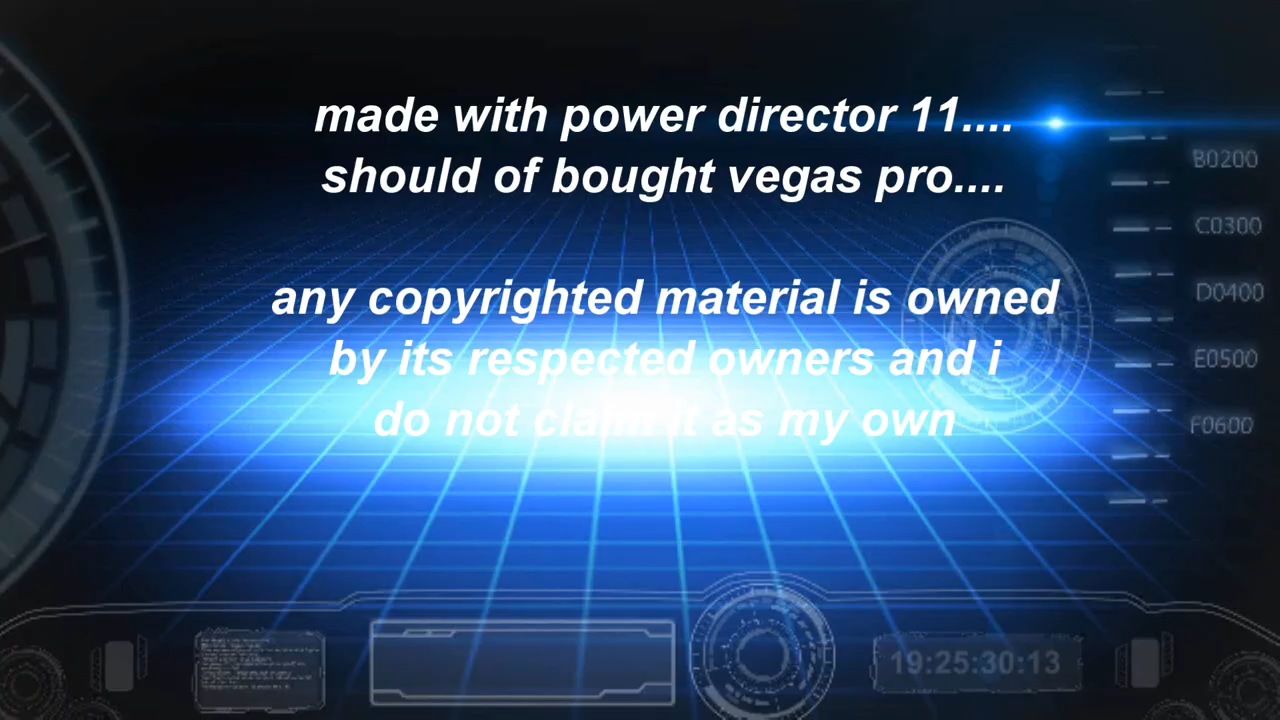 made with power director 11....
should of bought vegas pro....
any copyrighted material is owned
by its respected owners and i
do not claim it as my own
B0200
C0300
D0400
E0500
F0600
19:25:30:13